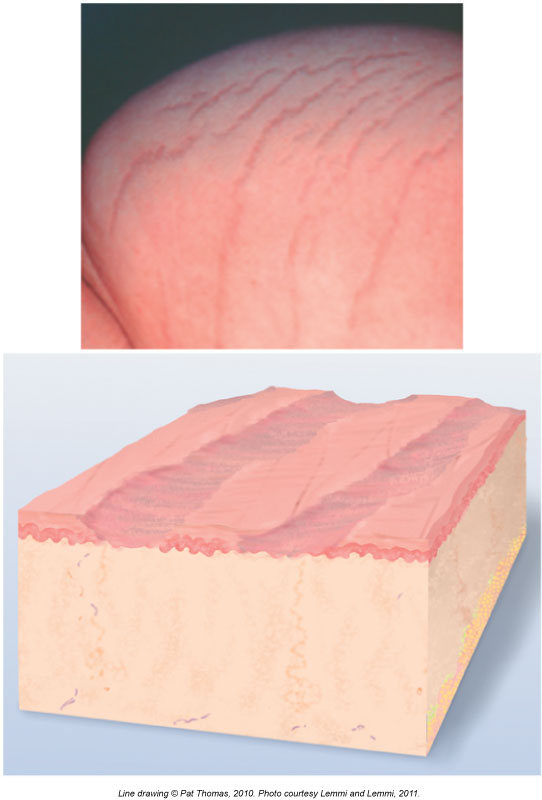 Line drawing © Pat Thomas, 2010. Photo courtesy Lemmi and Lemmi, 2011.